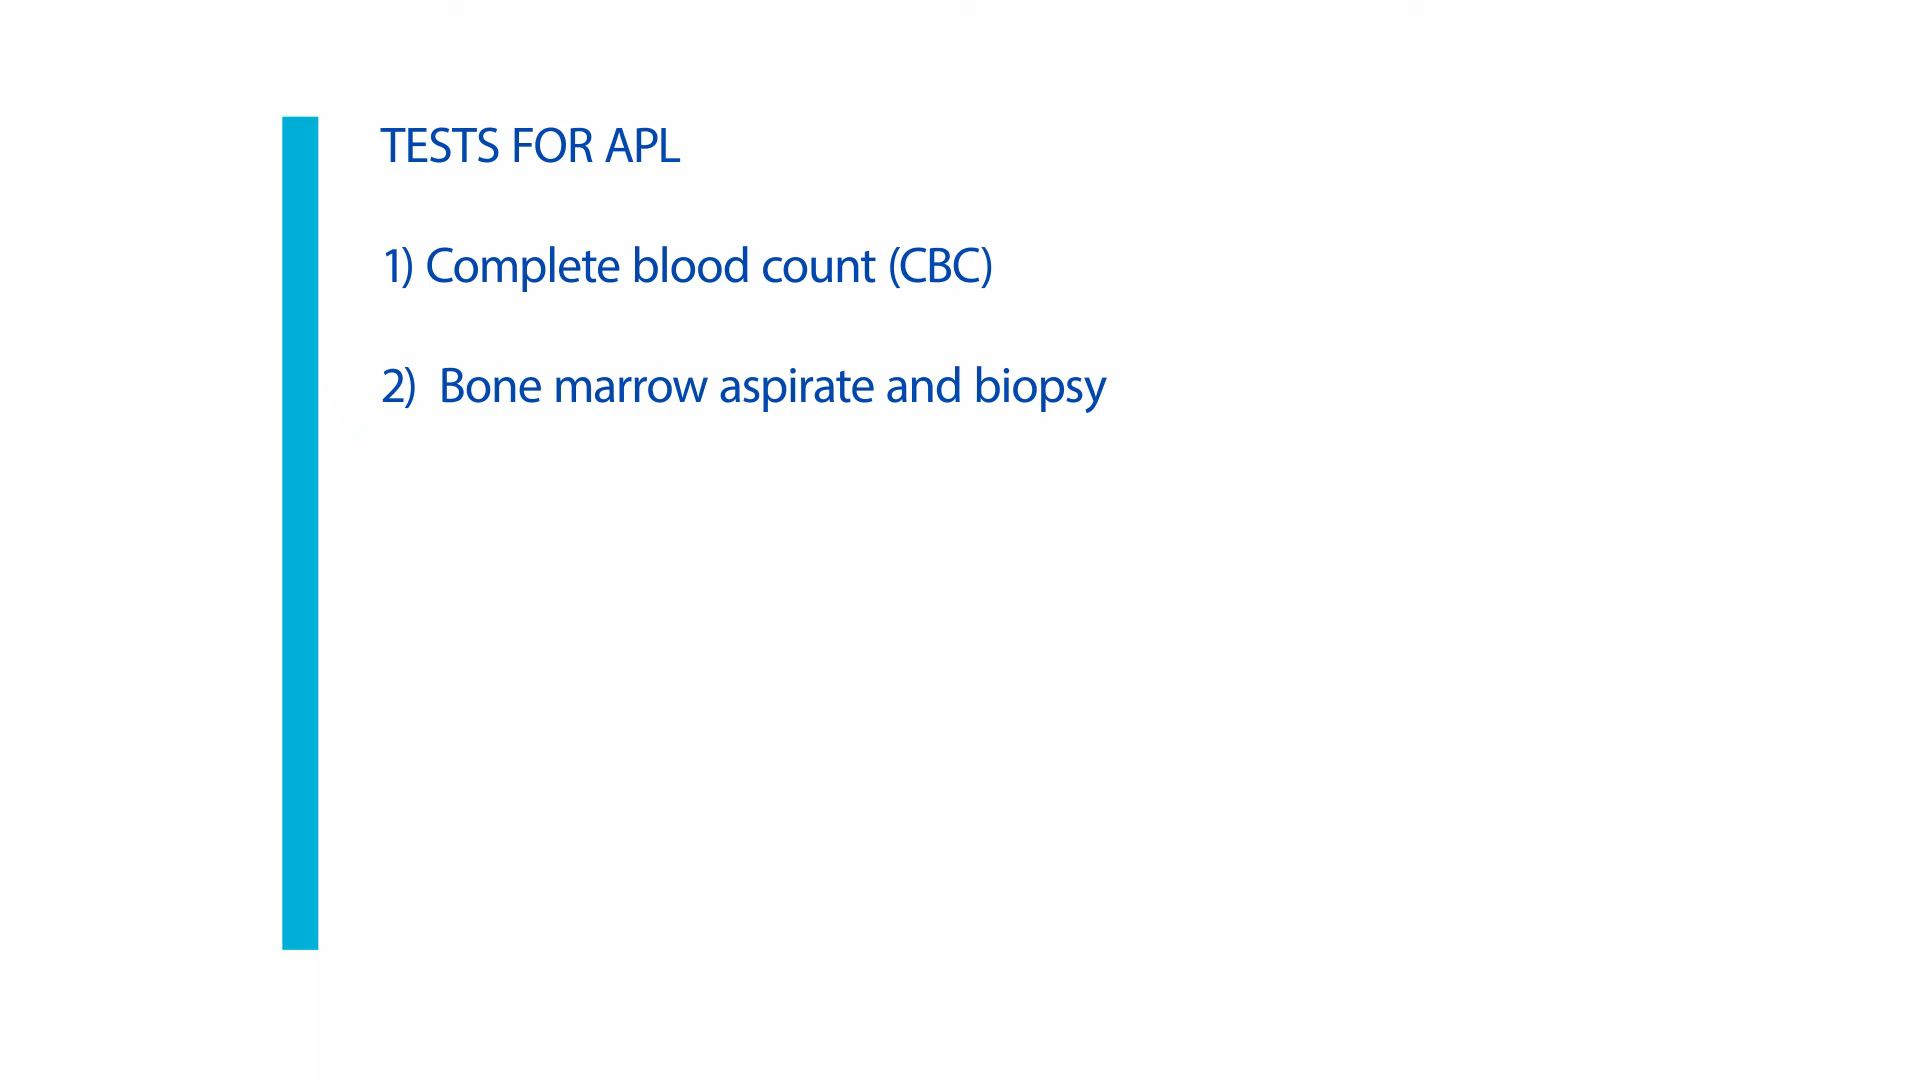 TESTS FOR APL
1) Complete blood count (CBC)
2) Bone marrow aspirate and biopsy